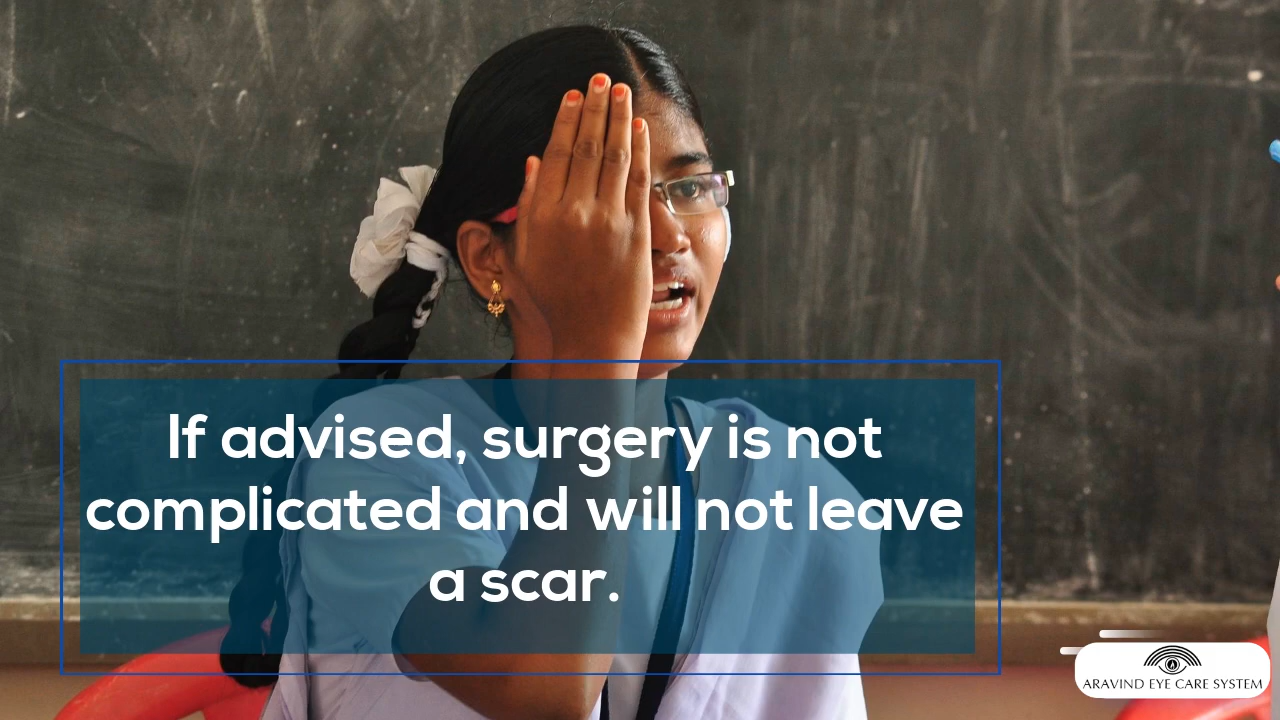 If advised, surgery is not
complicated and will not leave
a scar.
ARAVIND EYE CARE SYSTEM